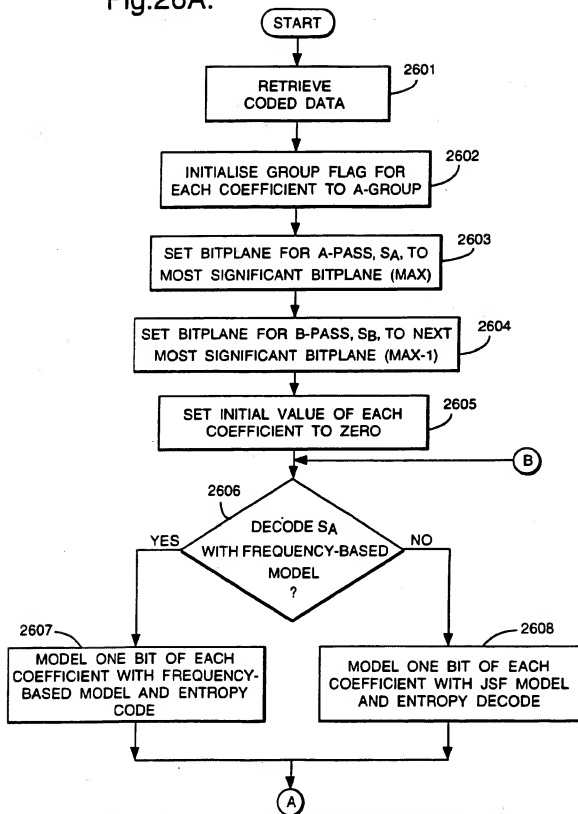 Fig.26A.
START
2601
RETRIEVE
CODED DATA
2602
INITIALISE GROUP FLAG FOR
EACH COEFFICIENT TO A-GROUP
2603
SET BITPLANE FOR A-PASS, SA, TO
MOST SIGNIFICANT BITPLANE (MAX)
2604
SET BITPLANE FOR B-PASS, SB, TO NEXT
MOST SIGNIFICANT BITPLANE (MAX-1)
2605
SET INITIAL VALUE OF EACH
COEFFICIENT TO ZERO
B
2606
DECODE SA
WITH FREQUENCY-BASED
MODEL
?
YES
NO
2607
MODEL ONE BIT OF EACH
COEFFICIENT WITH FREQUENCY-
BASED MODEL AND ENTROPY
CODE
2608
MODEL ONE BIT OF EACH
COEFFICIENT WITH JSF MODEL
AND ENTROPY DECODE
A